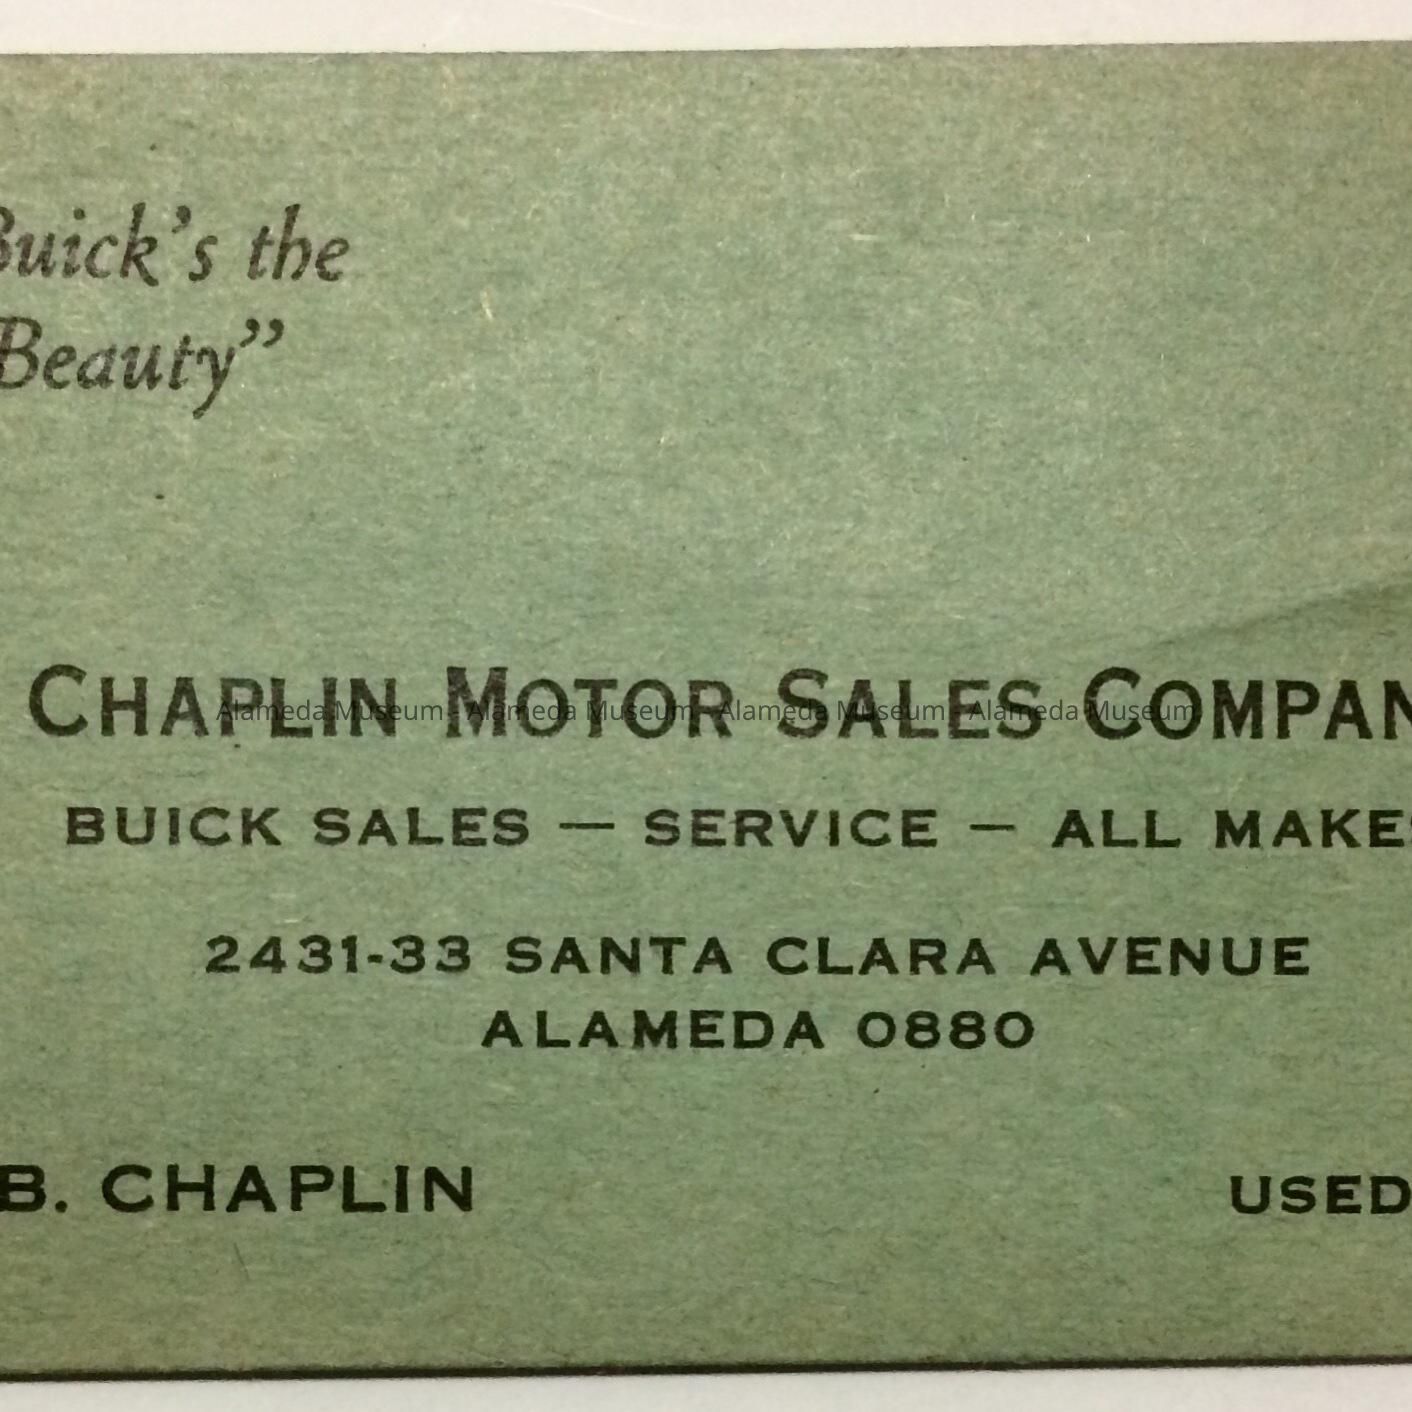 Buick's the
Beauty”
CHAPLIN MOTOR SALES COMPAN
Alameda Museum - Alameda Museum - Alameda Museum - Alameda Museum
BUICK SALES — SERVICE — ALL MAKES
2431-33 SANTA CLARA AVENUE
ALAMEDA 0880
B. CHAPLIN
USED